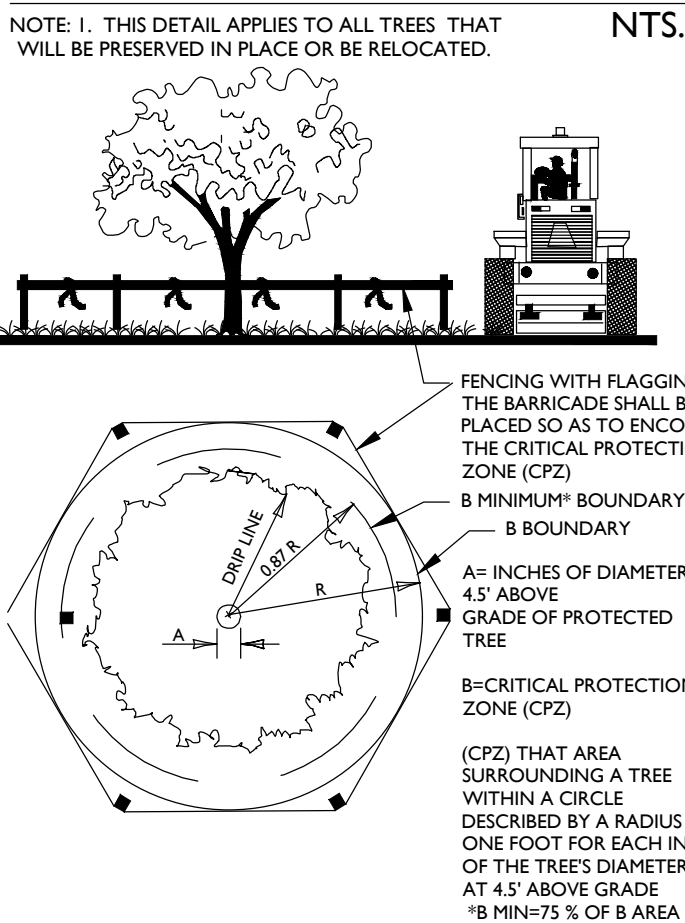 NOTE: 1. THIS DETAIL APPLIES TO ALL TREES THAT
WILL BE PRESERVED IN PLACE OR BE RELOCATED.
NTS.
FENCING WITH
THE BARRICADE SHALL
PLACED SO AS TO
THE CRITICAL
ZONE (CPZ)
B MINIMUM* BOUNDARY
B BOUNDARY
DRIP LINE
0.87 R
R
A
A= INCHES OF DIAMETER
4.5' ABOVE
GRADE OF PROTECTED
TREE
B=CRITICAL PROTECTION
ZONE (CPZ)
(CPZ) THAT AREA
SURROUNDING A TREE
WITHIN A CIRCLE
DESCRIBED BY A RADIUS
ONE FOOT FOR EACH
OF THE TREE'S DIAMETER
AT 4.5' ABOVE GRADE
*B MIN=75 % OF B AREA